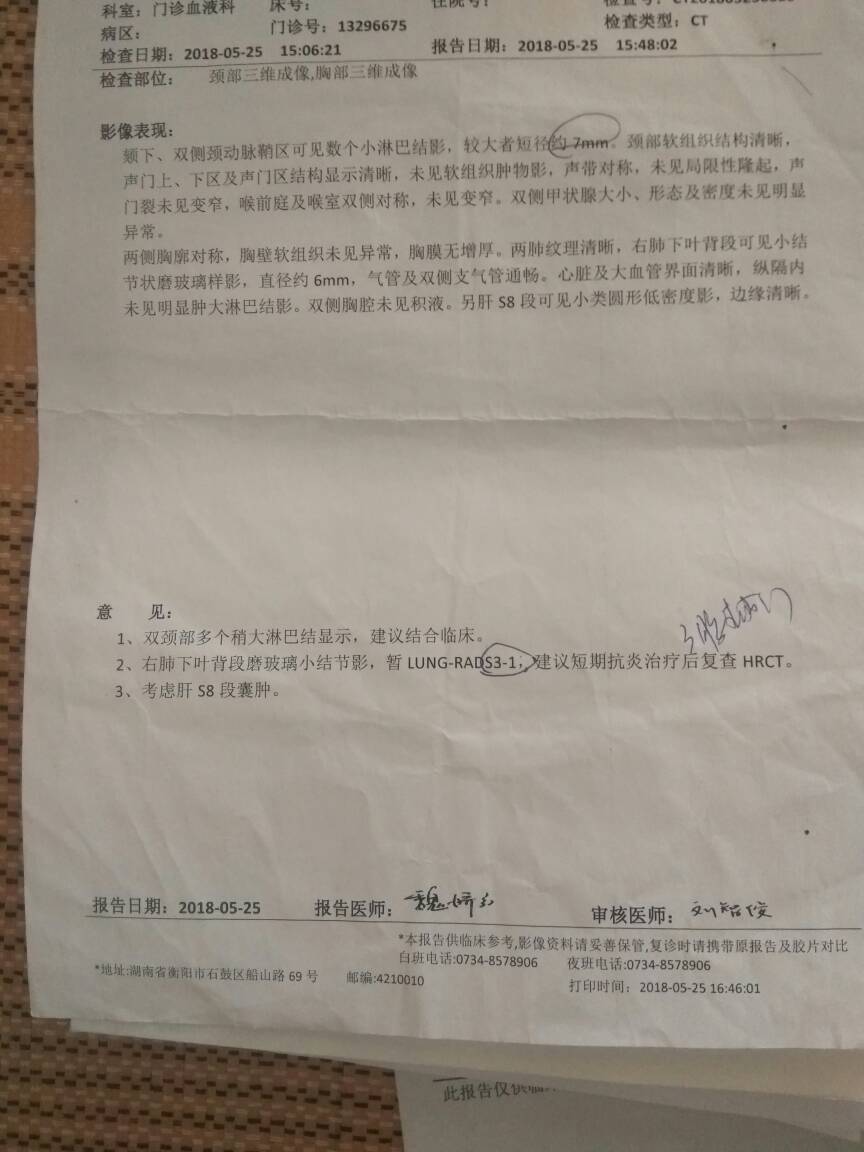 科室：门诊血液科 床号：
病区： 门诊号：13296675 检查类型：CT
检查日期：2018-05-25 15:06:21 报告日期：2018-05-25 15:48:02
检查部位： 颈部三维成像,胸部三维成像
影像表现：
颏下、双侧颈动脉鞘区可见数个小淋巴结影，较大者短径约7mm。颈部软组织结构清晰，
声门上、下区及声门区结构显示清晰，未见软组织肿物影，声带对称，未见局限性隆起，声
门裂未见变窄，喉前庭及喉室双侧对称，未见变窄。双侧甲状腺大小、形态及密度未见明显
异常。
两侧胸廓对称，胸壁软组织未见异常，胸膜无增厚。两肺纹理清晰，右肺下叶背段可见小结
节状磨玻璃样影，直径约6mm，气管及双侧支气管通畅。心脏及大血管界面清晰，纵隔内
未见明显肿大淋巴结影。双侧胸腔未见积液。另肝S8段可见小类圆形低密度影，边缘清晰。
意 见：
1、双颈部多个稍大淋巴结显示，建议结合临床。
2、右肺下叶背段磨玻璃小结节影，暂LUNG-RADS3-1；建议短期抗炎治疗后复查HRCT。
3、考虑肝S8段囊肿。
报告日期：2018-05-25 报告医师： 审核医师：刘智俊
*本报告供临床参考,影像资料请妥善保管,复诊时请携带原报告及胶片对比
白班电话:0734-8578906 夜班电话:0734-8578906
*地址:湖南省衡阳市石鼓区船山路69号 邮编:4210010
打印时间：2018-05-25 16:46:01
此报告仅供临